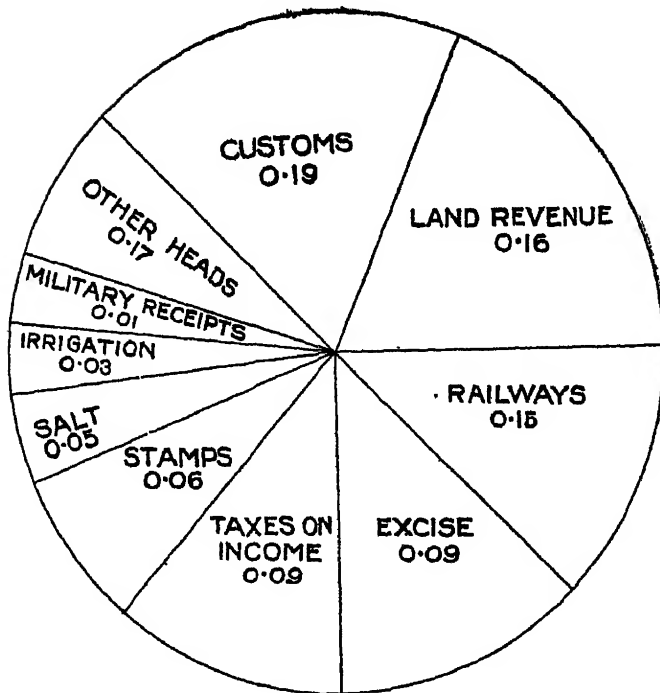 CUSTOMS
0·19
LAND REVENUE
0·16
OTHER HEADS
0·17
MILITARY RECEIPTS
0·01
IRRIGATION
0·03
SALT
0·05
STAMPS
0·06
TAXES ON
INCOME
0·09
EXCISE
0·09
RAILWAYS
0·15